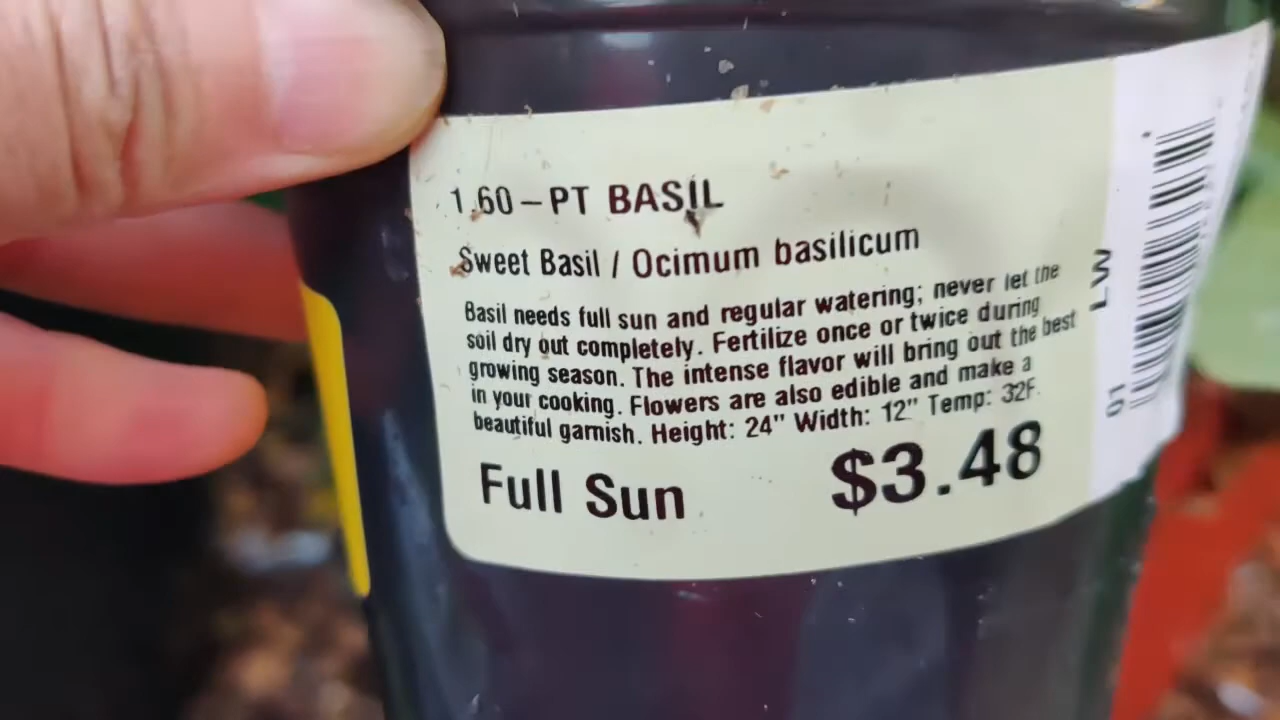 1.60-PT BASIL
Sweet Basil / Ocimum basilicum
Basil needs full sun and regular watering; never let the
soil dry out completely. Fertilize once or twice during
growing season. The intense flavor will bring out the best
in your cooking. Flowers are also edible and make a
beautiful garnish. Height: 24" Width: 12" Temp: 32F
Full Sun
$3.48
LW
01